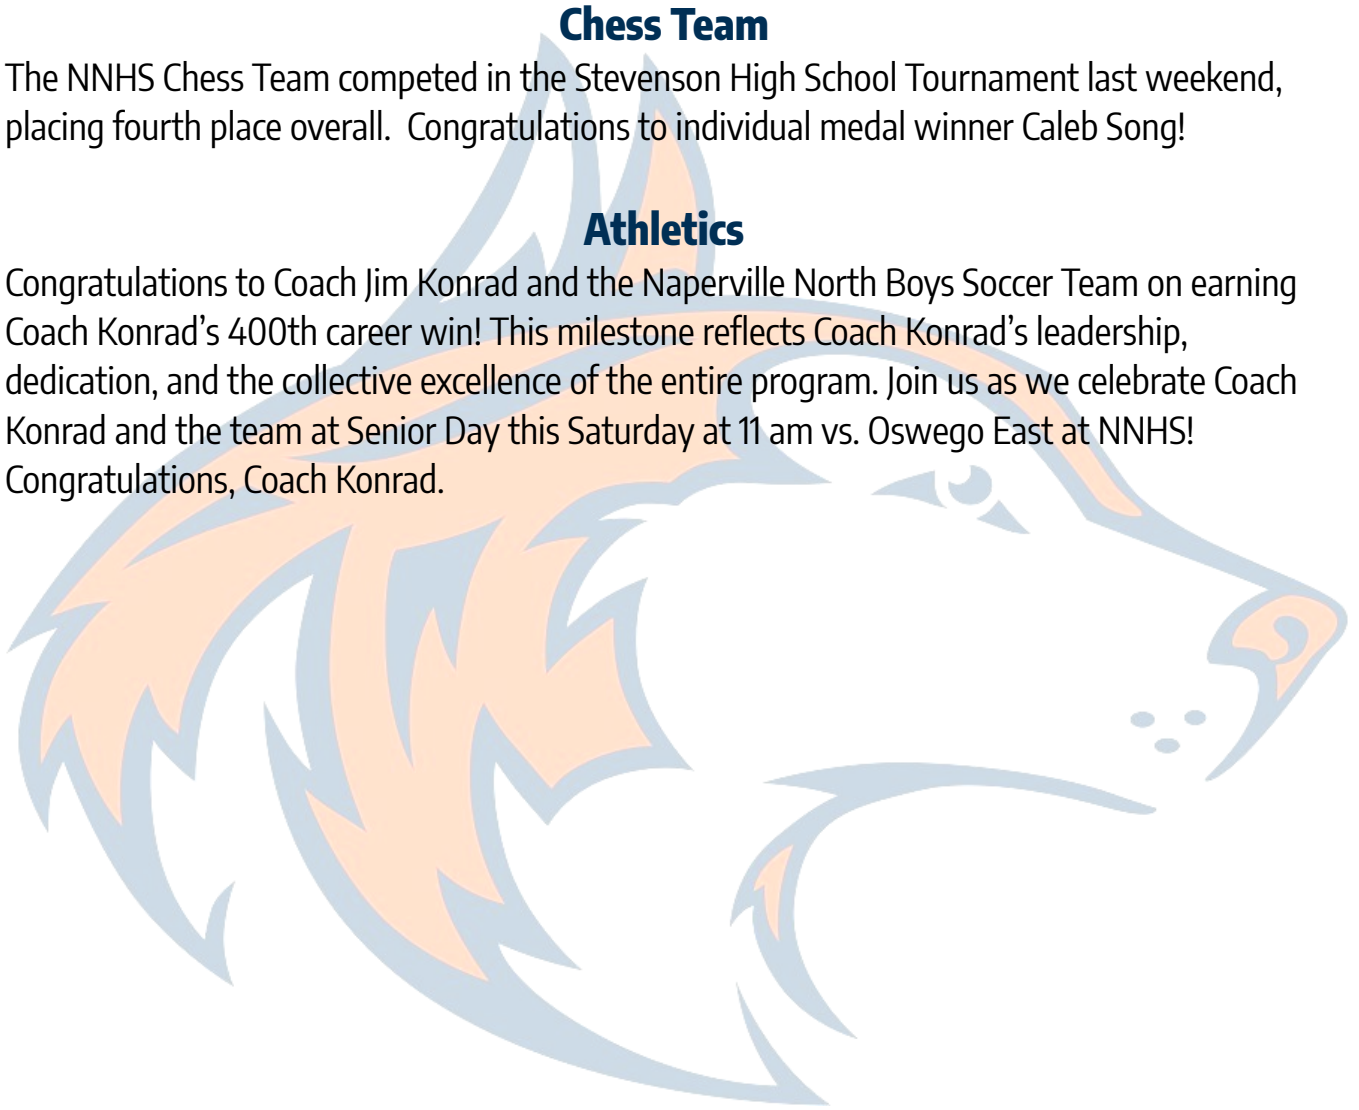 Chess Team
The NNHS Chess Team competed in the Stevenson High School Tournament last weekend,
placing fourth place overall.  Congratulations to individual medal winner Caleb Song!
Athletics
Congratulations to Coach Jim Konrad and the Naperville North Boys Soccer Team on earning
Coach Konrad’s 400th career win! This milestone reflects Coach Konrad’s leadership,
dedication, and the collective excellence of the entire program. Join us as we celebrate Coach
Konrad and the team at Senior Day this Saturday at 11 am vs. Oswego East at NNHS!
Congratulations, Coach Konrad.